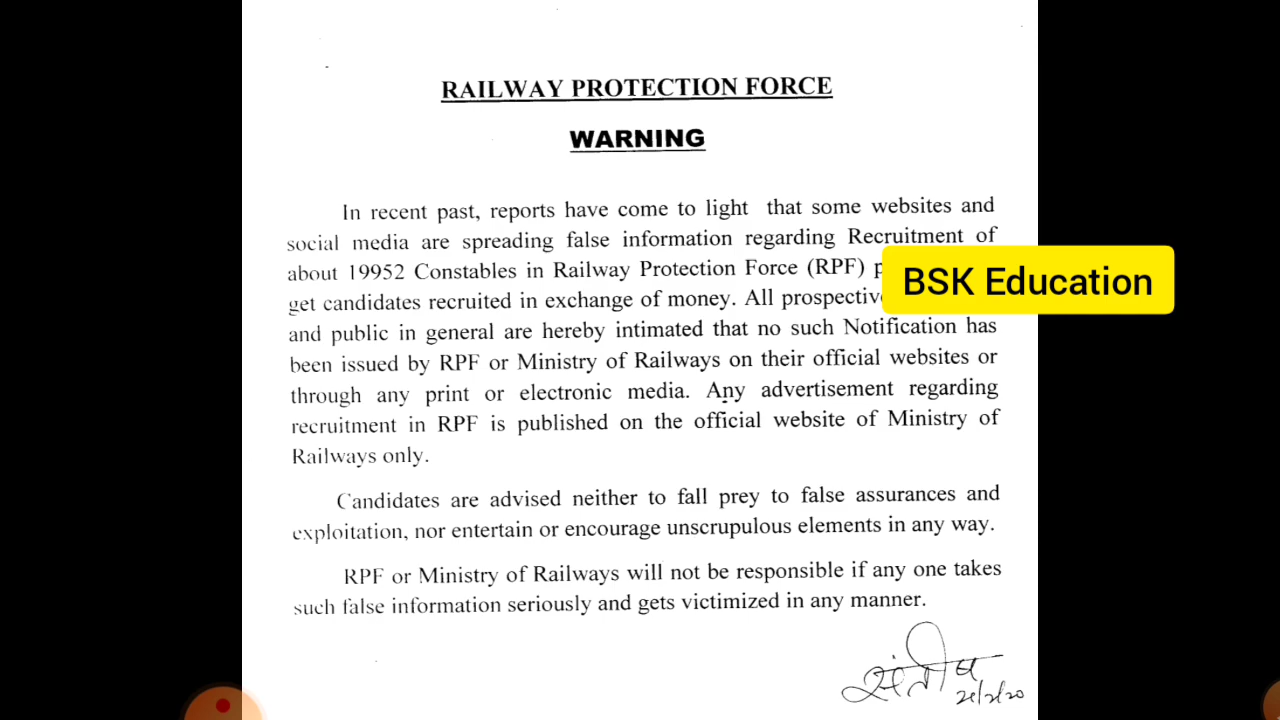 RAILWAY PROTECTION FORCE
WARNING
In recent past, reports have come to light that some websites and
social media are spreading false information regarding Recruitment of
about 19952 Constables in Railway Protection Force (RPF)
BSK Education
get candidates recruited in exchange of money. All
and public in general are hereby intimated that no such Notification has
been issued by RPF or Ministry of Railways on their official websites or
through any print or electronic media. Any advertisement regarding
recruitment in RPF is published on the official website of Ministry of
Railways only.
Candidates are advised neither to fall prey to false assurances and
exploitation, nor entertain or encourage unscrupulous elements in any way.
RPF or Ministry of Railways will not be responsible if any one takes
such false information seriously and gets victimized in any manner.
संतोष